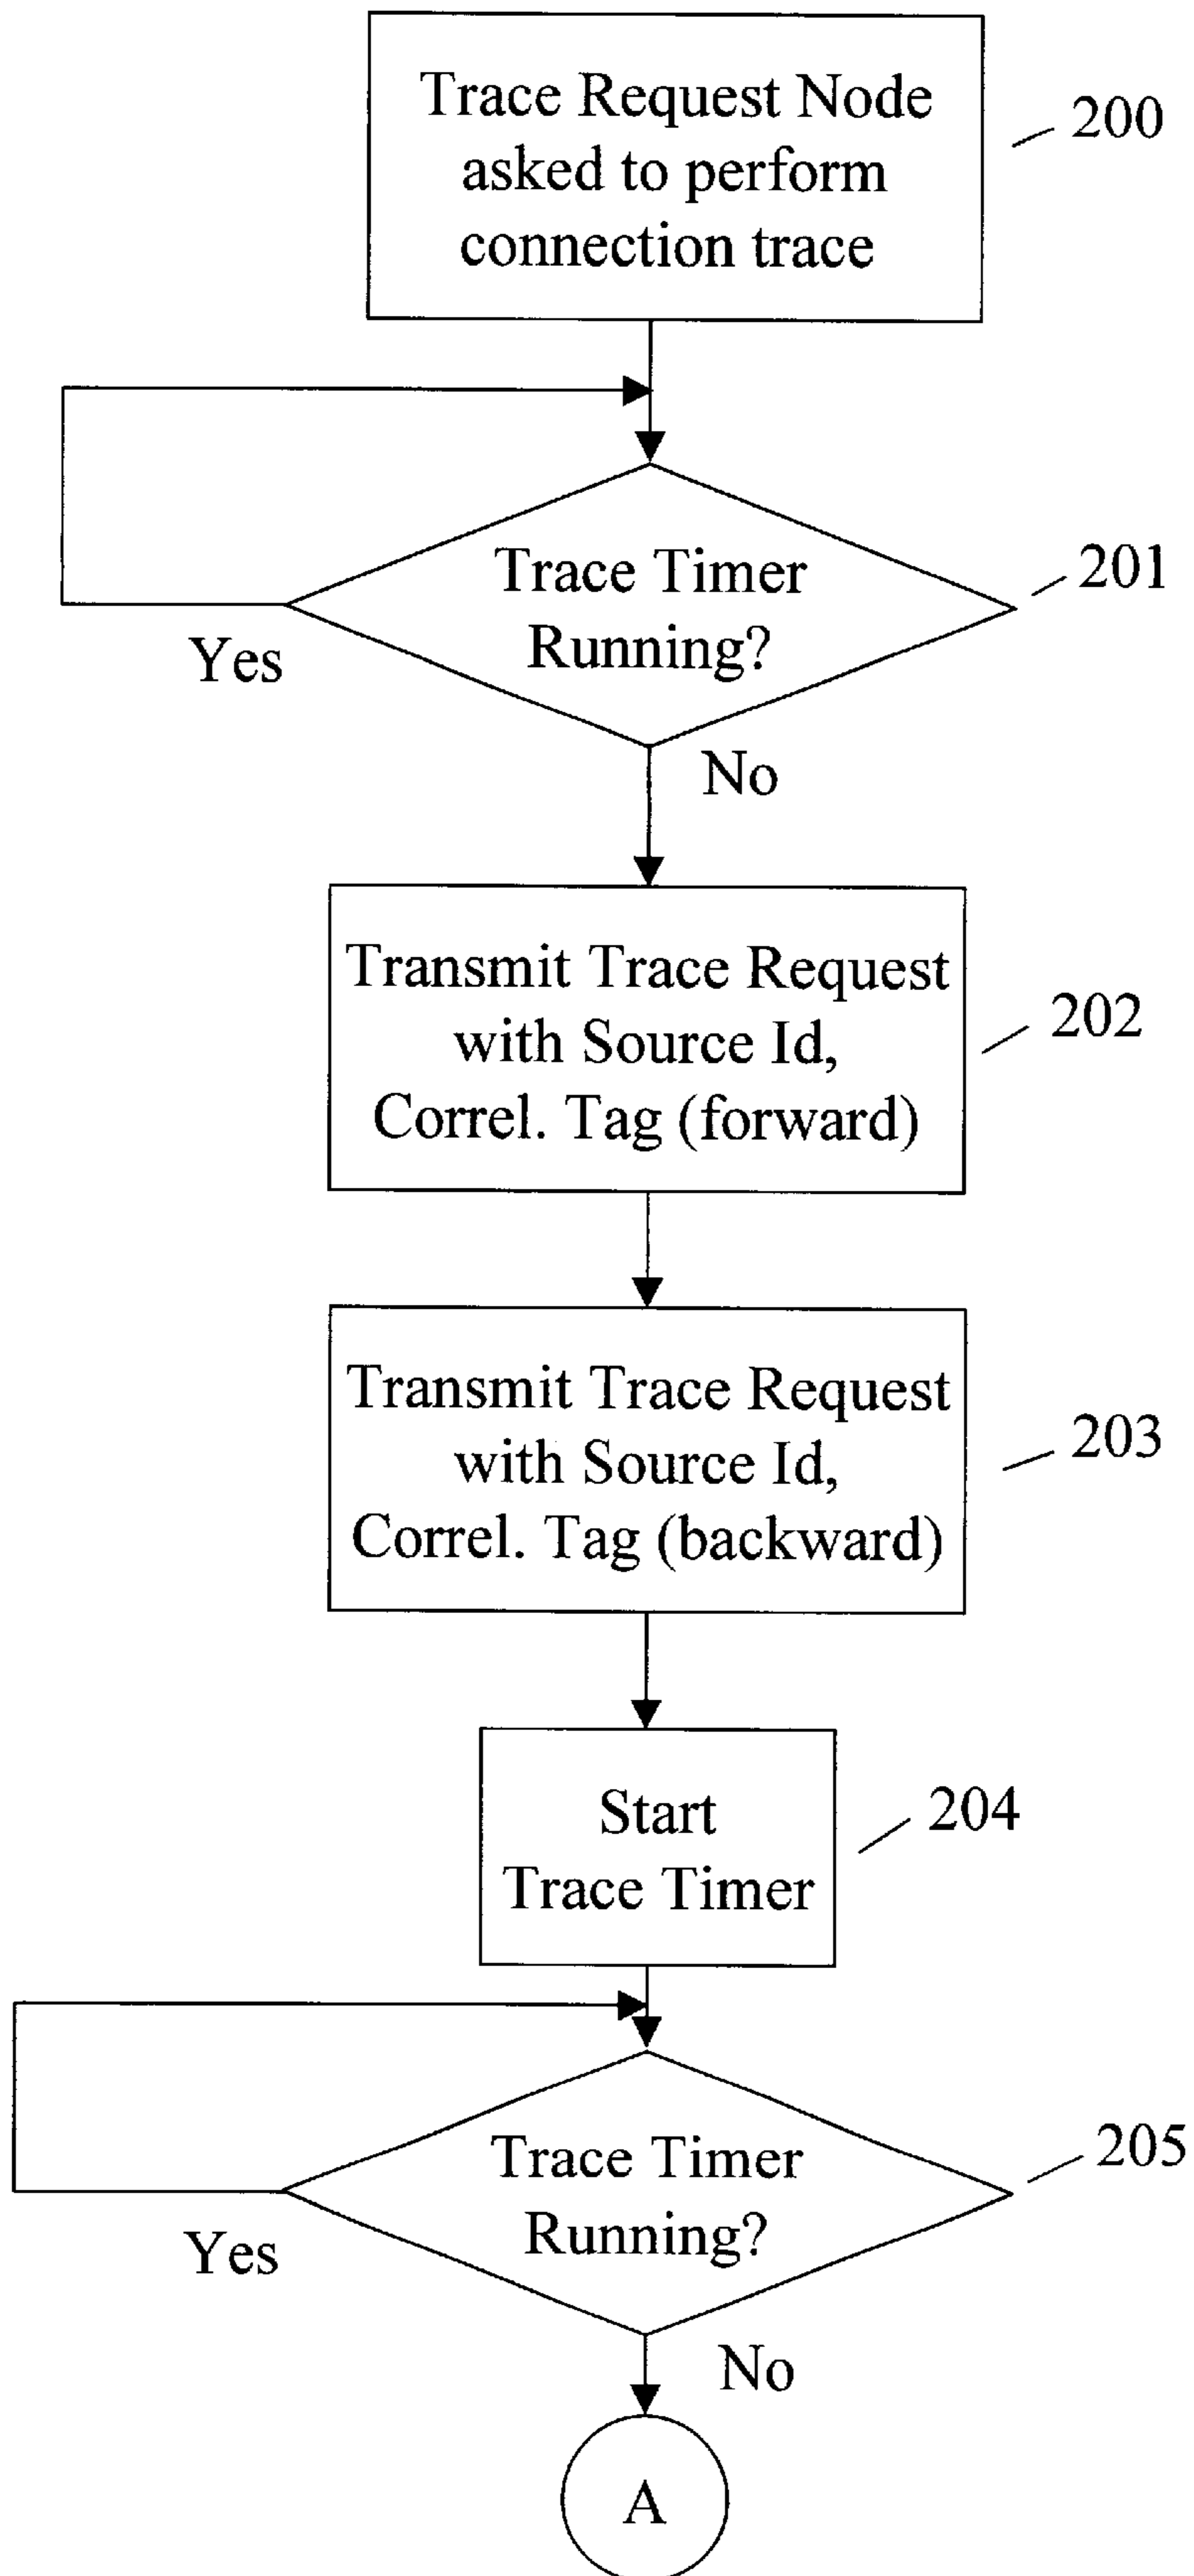 Trace Request Node
asked to perform
connection trace
200
Trace Timer
Running?
201
Yes
No
Transmit Trace Request
with Source Id,
Correl. Tag (forward)
202
Transmit Trace Request
with Source Id,
Correl. Tag (backward)
203
Start
Trace Timer
204
Trace Timer
Running?
205
Yes
No
A